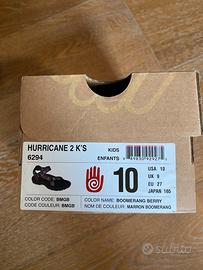 HURRICANE 2 K'S
6294
KIDS
ENFANTS
10
USA 10
UK 9
EU 27
JAPAN 165
COLOR CODE: BMGB
CODE COULEUR: BMGB
COLOR NAME: BOOMERANG BERRY
NOM DE COULEUR: MARRON BOOMERANG
subito